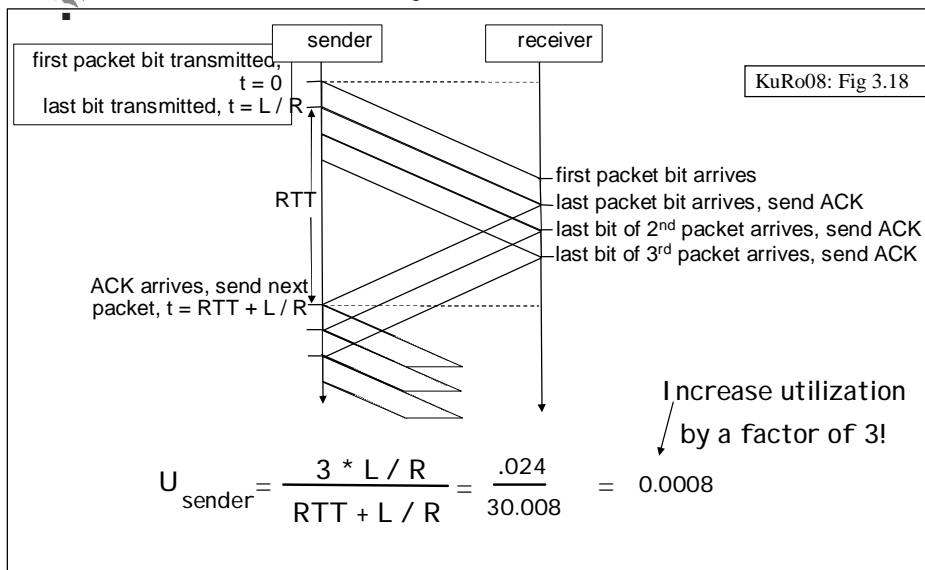 sender
receiver
first packet bit transmitted,
t = 0
last bit transmitted, t = L / R
KuRo08: Fig 3.18
RTT
first packet bit arrives
last packet bit arrives, send ACK
last bit of 2nd packet arrives, send ACK
last bit of 3rd packet arrives, send ACK
ACK arrives, send next
packet, t = RTT + L / R
Increase utilization
by a factor of 3!
U sender = 3 * L / R / RTT + L / R = .024 / 30.008 = 0.0008